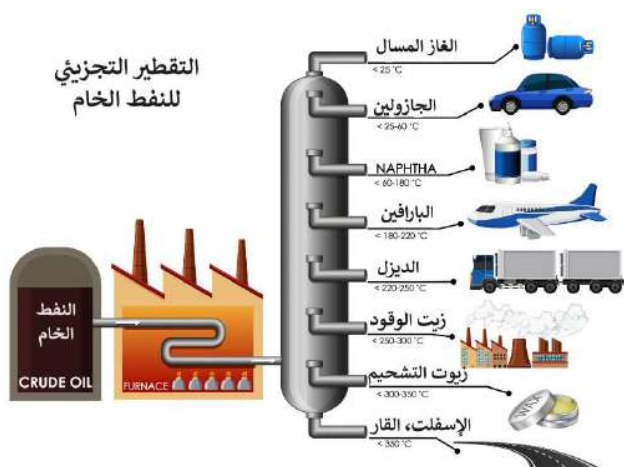 التقطير التجزيئي
للنفط الخام
الغاز المسال
< 25 °C
الجازولين
< 25-60 °C
NAPHTHA
< 60-180 °C
البارافين
< 180-220 °C
الديزل
< 220-250 °C
زيت الوقود
< 250-300 °C
زيوت التشحيم
< 300-350 °C
الإسفلت، القار
< 350 °C
النفط
الخام
CRUDE OIL
FURNACE
WAX